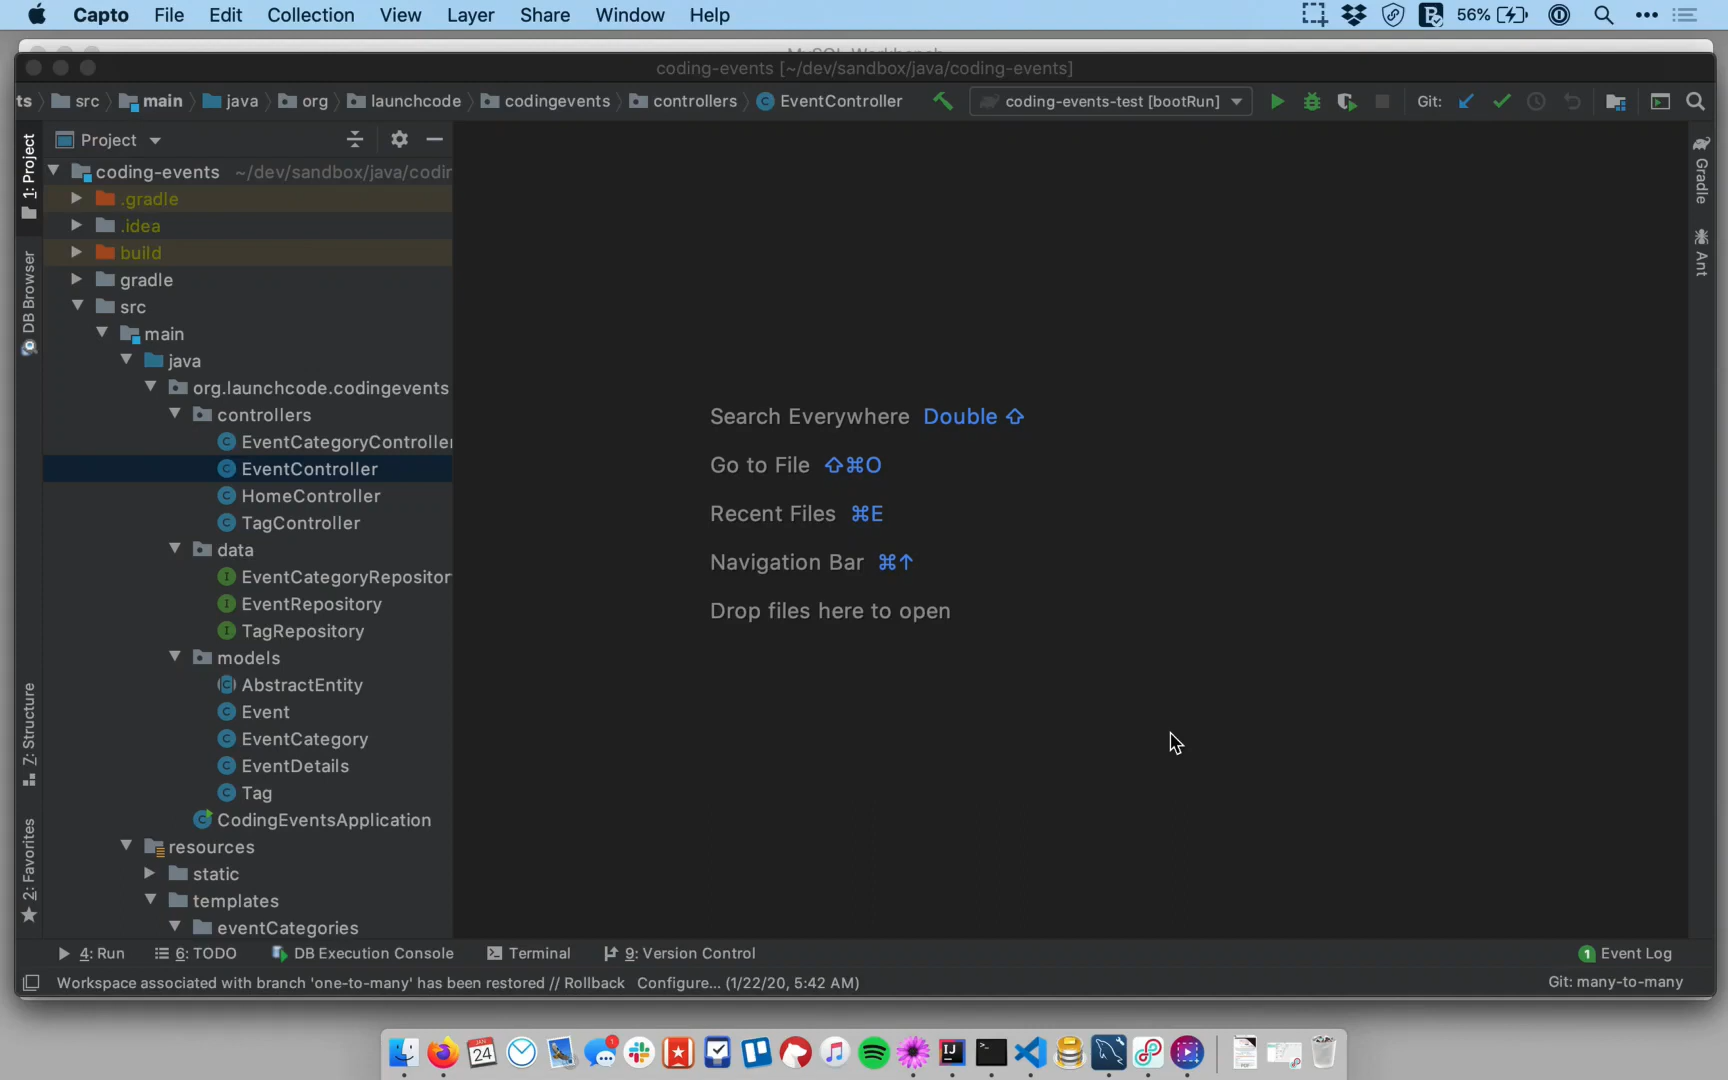 Capto File Edit Collection View Layer Share Window Help 56%
coding-events [~/dev/sandbox/java/coding-events]
ts src main java org launchcode codingevents controllers EventController coding-events-test [bootRun] Git:
Project
coding-events ~/dev/sandbox/java/codin
.gradle
.idea
build
gradle
src
main
java
org.launchcode.codingevents
controllers
EventCategoryController
EventController
HomeController
TagController
data
EventCategoryRepositor
EventRepository
TagRepository
models
AbstractEntity
Event
EventCategory
EventDetails
Tag
CodingEventsApplication
resources
static
templates
eventCategories
1: Project
DB Browser
Z: Structure
2: Favorites
Search Everywhere Double ⇧
Go to File ⇧⌘O
Recent Files ⌘E
Navigation Bar ⌘↑
Drop files here to open
Gradle
Ant
4: Run 6: TODO DB Execution Console Terminal 9: Version Control 1 Event Log
Workspace associated with branch 'one-to-many' has been restored // Rollback Configure... (1/22/20, 5:42 AM) Git: many-to-many
JAN
24
1
IJ